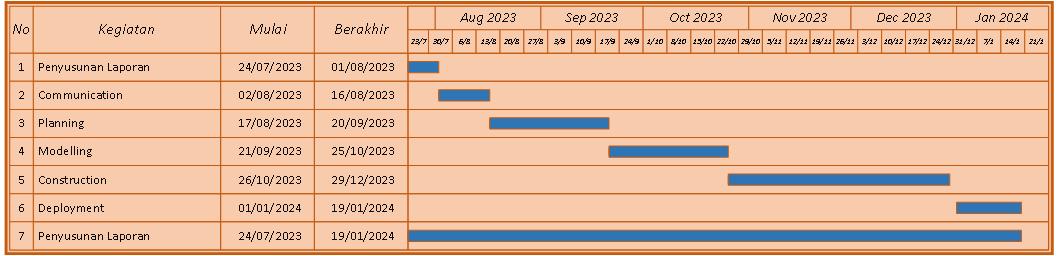 No Kegiatan Mulai Berakhir Aug 2023 Sep 2023 Oct 2023 Nov 2023 Dec 2023 Jan 2024
23/7 30/7 6/8 13/8 20/8 27/8 3/9 10/9 17/9 24/9 1/10 8/10 15/10 22/10 29/10 5/11 12/11 19/11 26/11 3/12 10/12 17/12 24/12 31/12 7/1 14/1 21/1
1 Penyusunan Laporan 24/07/2023 01/08/2023
2 Communication 02/08/2023 16/08/2023
3 Planning 17/08/2023 20/09/2023
4 Modelling 21/09/2023 25/10/2023
5 Construction 26/10/2023 29/12/2023
6 Deployment 01/01/2024 19/01/2024
7 Penyusunan Laporan 24/07/2023 19/01/2024